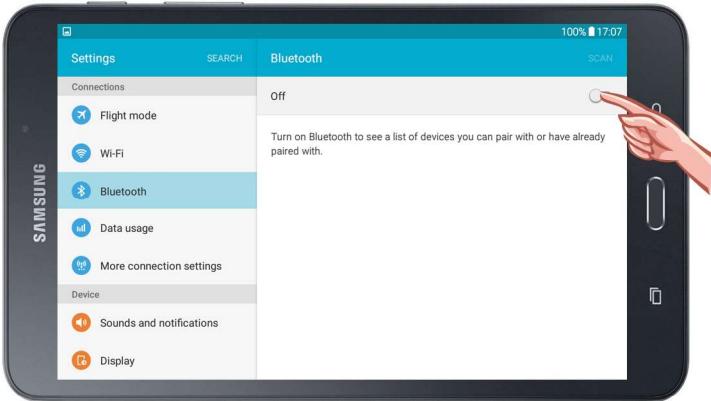 100% 17:07
Settings
SEARCH
Connections
Flight mode
Wi-Fi
Bluetooth
Data usage
More connection settings
Device
Sounds and notifications
Display
Bluetooth
SCAN
Off
Turn on Bluetooth to see a list of devices you can pair with or have already
paired with.
SAMSUNG